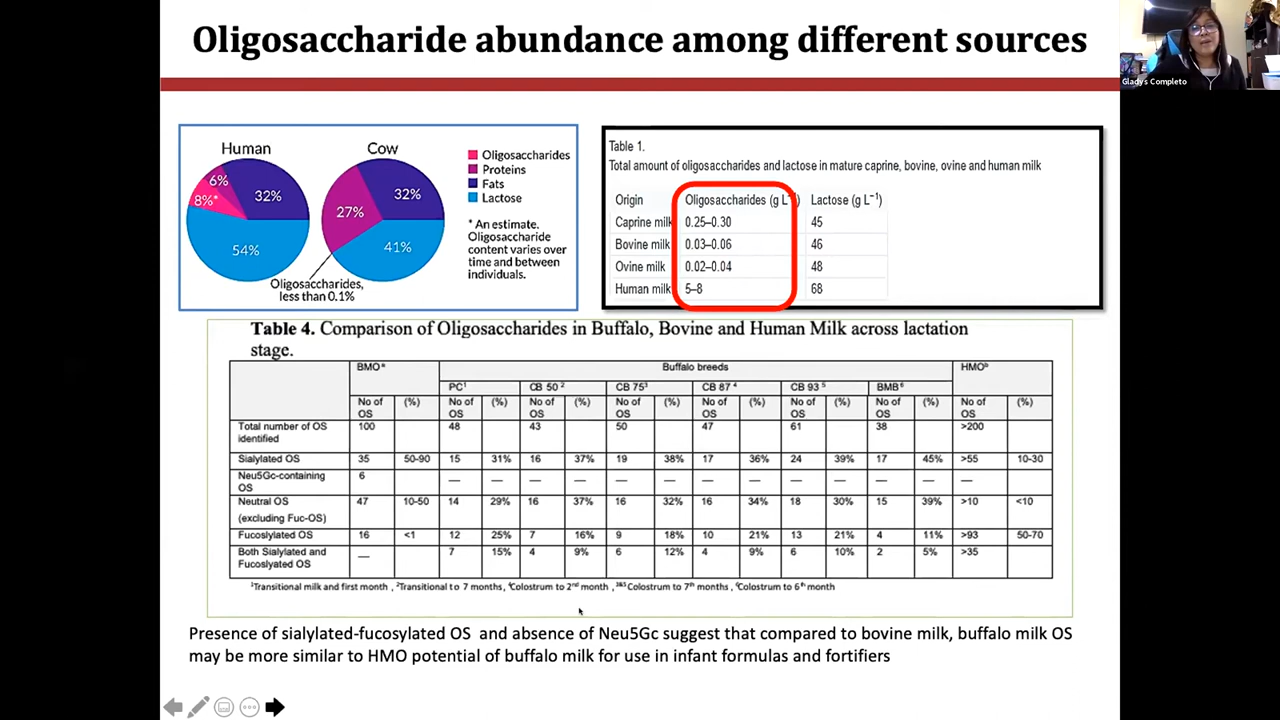 Oligosaccharide abundance among different sources
Gladys Completo
Human
Cow
6%
8%*
32%
54%
27%
32%
41%
Oligosaccharides,
less than 0.1%
Oligosaccharides
Proteins
Fats
Lactose
* An estimate.
Oligosaccharide
content varies over
time and between
individuals.
Table 1.
Total amount of oligosaccharides and lactose in mature caprine, bovine, ovine and human milk
Origin Oligosaccharides (g L⁻¹) Lactose (g L⁻¹)
Caprine milk 0.25–0.30 45
Bovine milk 0.03–0.06 46
Ovine milk 0.02–0.04 48
Human milk 5–8 68
Table 4. Comparison of Oligosaccharides in Buffalo, Bovine and Human Milk across lactation
stage.
BMOᵃ Buffalo breeds HMOᵇ
PC¹ CB 50² CB 75³ CB 87⁴ CB 93⁵ BMB⁶
No of (%) No of (%) No of (%) No of (%) No of (%) No of (%) No of (%) No of (%)
OS OS OS OS OS OS OS OS
Total number of OS 100 48 43 50 47 61 38 >200
identified
Sialylated OS 35 50-90 15 31% 16 37% 19 38% 17 36% 24 39% 17 45% >55 10-30
Neu5Gc-containing 6 — — — — — — — — — — — — —
OS
Neutral OS 47 10-50 14 29% 16 37% 16 32% 16 34% 18 30% 15 39% >10 <10
(excluding Fuc-OS)
Fucoslylated OS 16 <1 12 25% 7 16% 9 18% 10 21% 13 21% 4 11% >93 50-70
Both Sialylated and — 7 15% 4 9% 6 12% 4 9% 6 10% 2 5% >35
Fucoslyated OS
¹Transitional milk and first month , ²Transitional to 7 months, ⁴Colostrum to 2ⁿᵈ month , ³&⁵ Colostrum to 7ᵗʰ months , ⁶Colostrum to 6ᵗʰ month
Presence of sialylated-fucosylated OS and absence of Neu5Gc suggest that compared to bovine milk, buffalo milk OS
may be more similar to HMO potential of buffalo milk for use in infant formulas and fortifiers